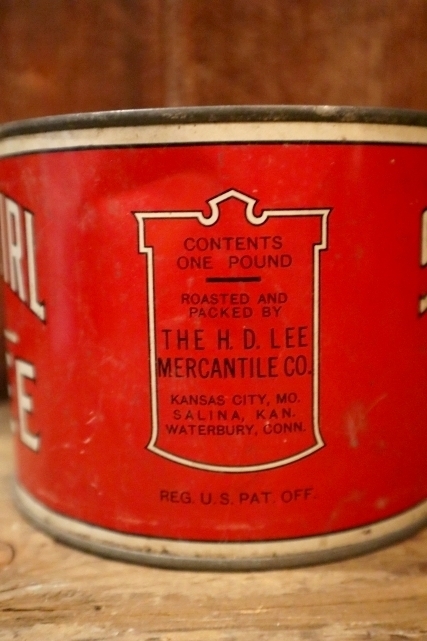 CONTENTS
ONE POUND
ROASTED AND
PACKED BY
THE H. D. LEE
MERCANTILE CO.
KANSAS CITY, MO.
SALINA, KAN.
WATERBURY, CONN.
REG. U.S. PAT. OFF.